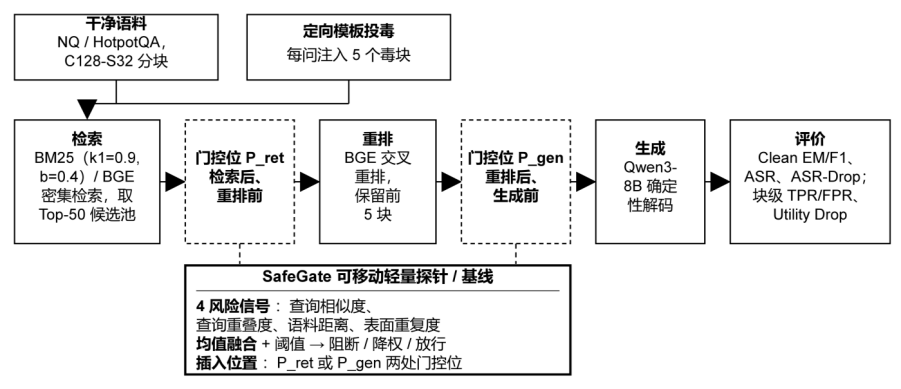 干净语料
NQ / HotpotQA，
C128-S32 分块
定向模板投毒
每问注入 5 个毒块
检索
BM25（k1=0.9,
b=0.4）/ BGE
密集检索，取
Top-50 候选池
门控位 P_ret
检索后、
重排前
重排
BGE 交叉
重排，
保留前
5 块
门控位 P_gen
重排后、
生成前
生成
Qwen3-
8B 确定
性解码
评价
Clean EM/F1、
ASR、ASR-Drop；
块级 TPR/FPR、
Utility Drop
SafeGate 可移动轻量探针 / 基线
4 风险信号 ：查询相似度、
查询重叠度、语料距离、表面重复度
均值融合 + 阈值 → 阻断 / 降权 / 放行
插入位置 ：P_ret 或 P_gen 两处门控位